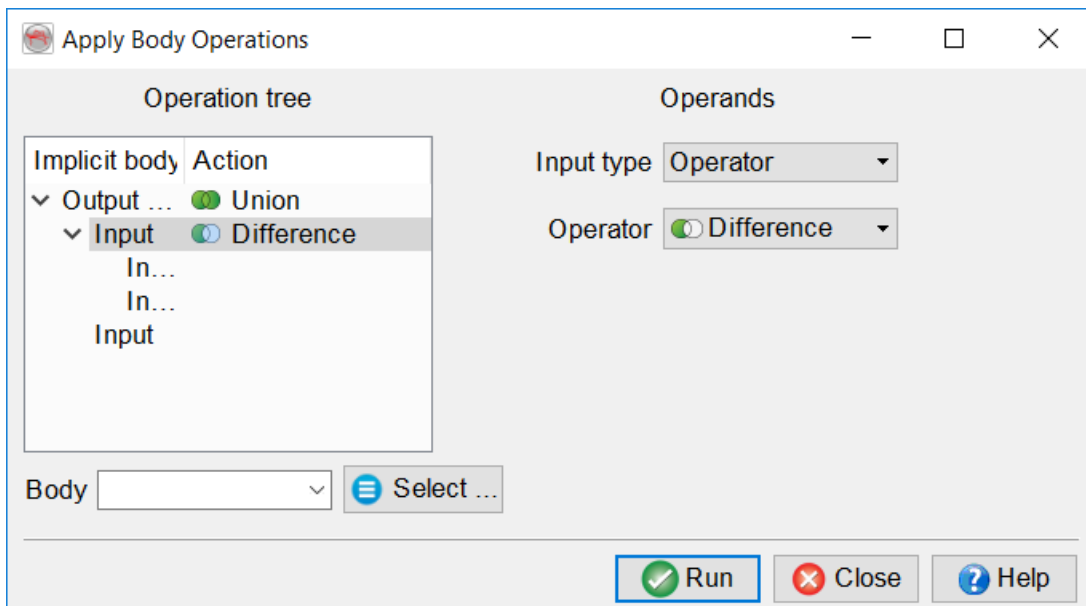 Apply Body Operations
Operation tree Operands
Implicit body Action
Output ... Union
Input Difference
In...
In...
Input
Input type Operator
Operator Difference
Body Select ...
Run Close Help